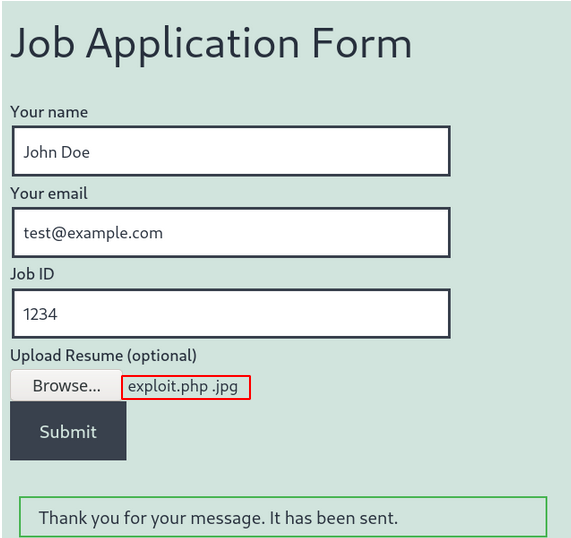 Job Application Form
Your name
John Doe
Your email
test@example.com
Job ID
1234
Upload Resume (optional)
Browse... exploit.php .jpg
Submit
Thank you for your message. It has been sent.